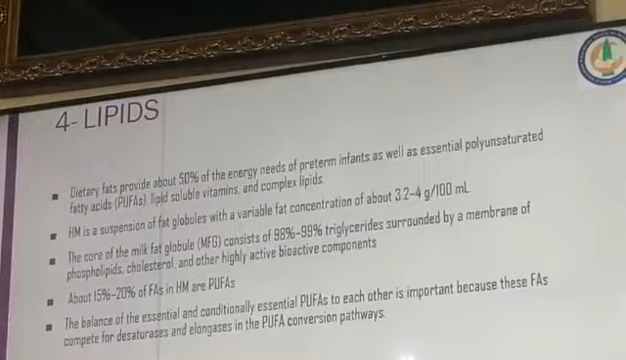 4- LIPIDS
Dietary fats provide about 50% of the energy needs of preterm infants as well as essential polyunsaturated
fatty acids (PUFAs), lipid soluble vitamins, and complex lipids.
HM is a suspension of fat globules with a variable fat concentration of about 3.2-4 g/100 mL
The core of the milk fat globule (MFG) consists of 98%-99% triglycerides surrounded by a membrane of
phospholipids, cholesterol, and other highly active bioactive components
About 15%-20% of FAs in HM are PUFAs
The balance of the essential and conditionally essential PUFAs to each other is important because these FAs
compete for desaturases and elongases in the PUFA conversion pathways.